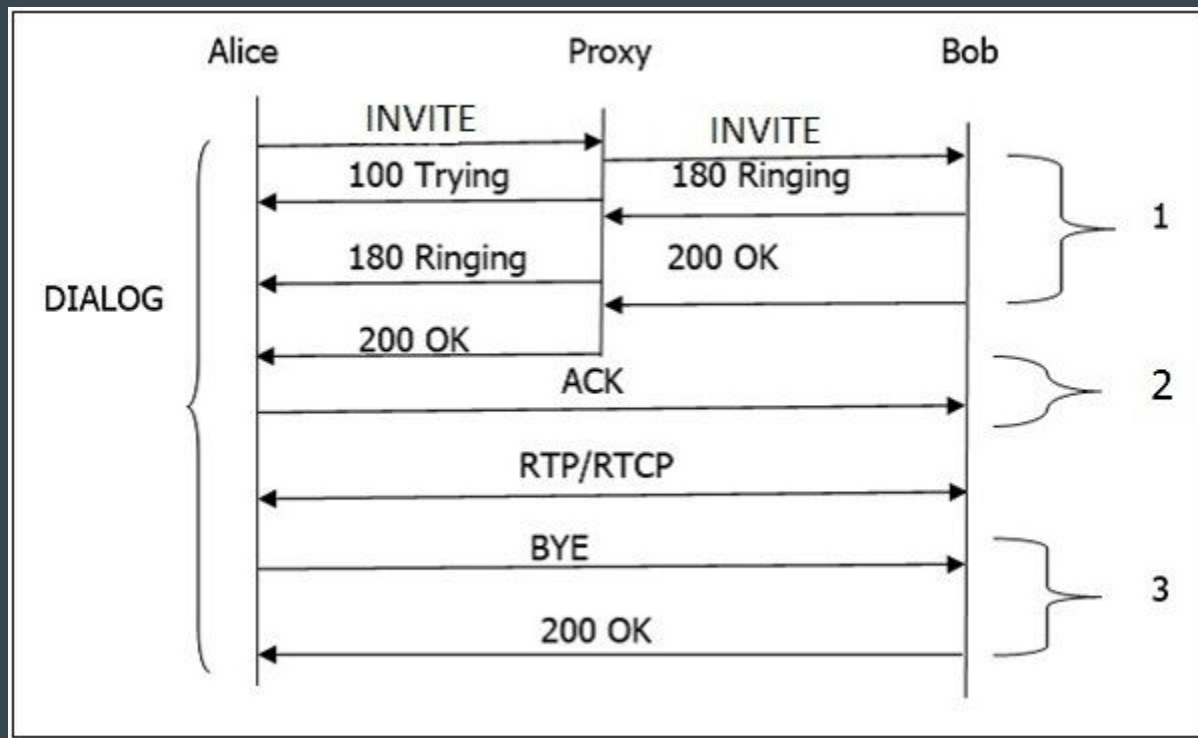 Alice Proxy Bob
INVITE INVITE
100 Trying 180 Ringing
1
180 Ringing 200 OK
DIALOG
200 OK
ACK 2
RTP/RTCP
BYE
3
200 OK